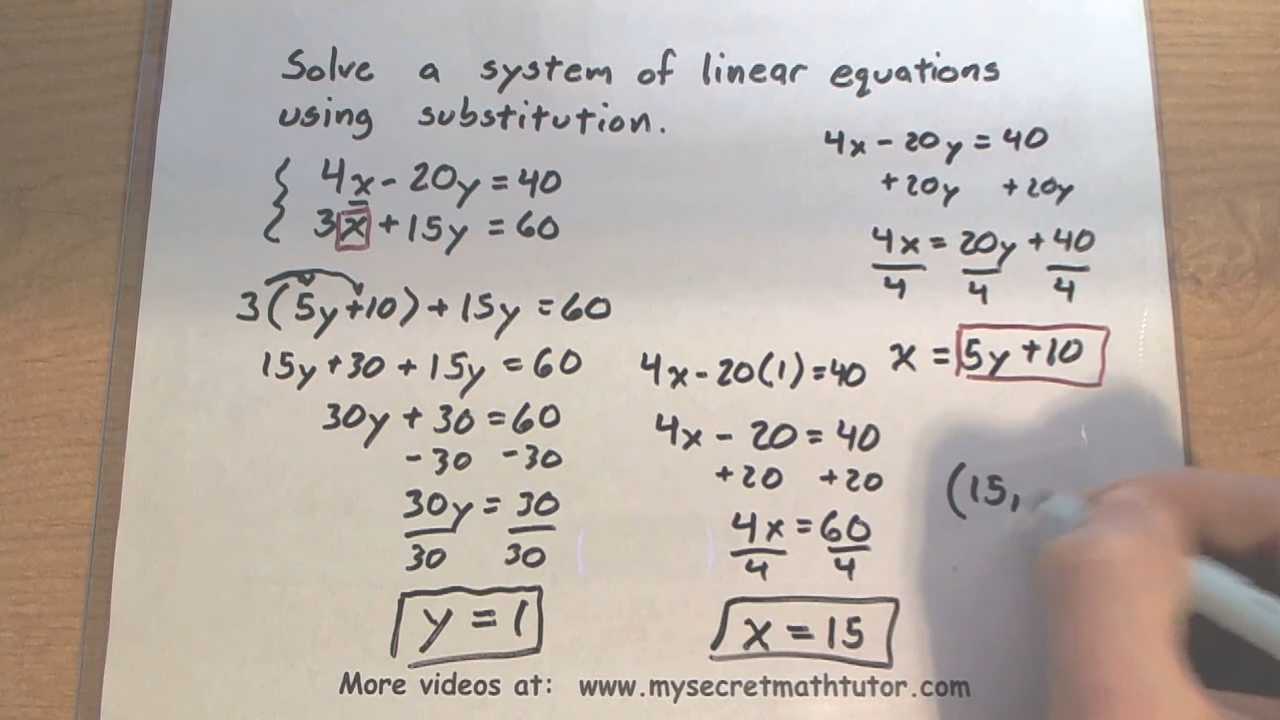 Solve a system of linear equations
using substitution.
4x - 20y = 40
3x + 15y = 60
3(5y+10) + 15y = 60
15y + 30 + 15y = 60
30y + 30 = 60
-30 -30
30y = 30
30 30
y = 1
4x - 20(1) = 40
4x - 20 = 40
+20 +20
4x = 60
4 4
x = 15
4x - 20y = 40
+20y +20y
4x = 20y + 40
4 4 4
x = 5y + 10
(15,
More videos at: www.mysecretmathtutor.com